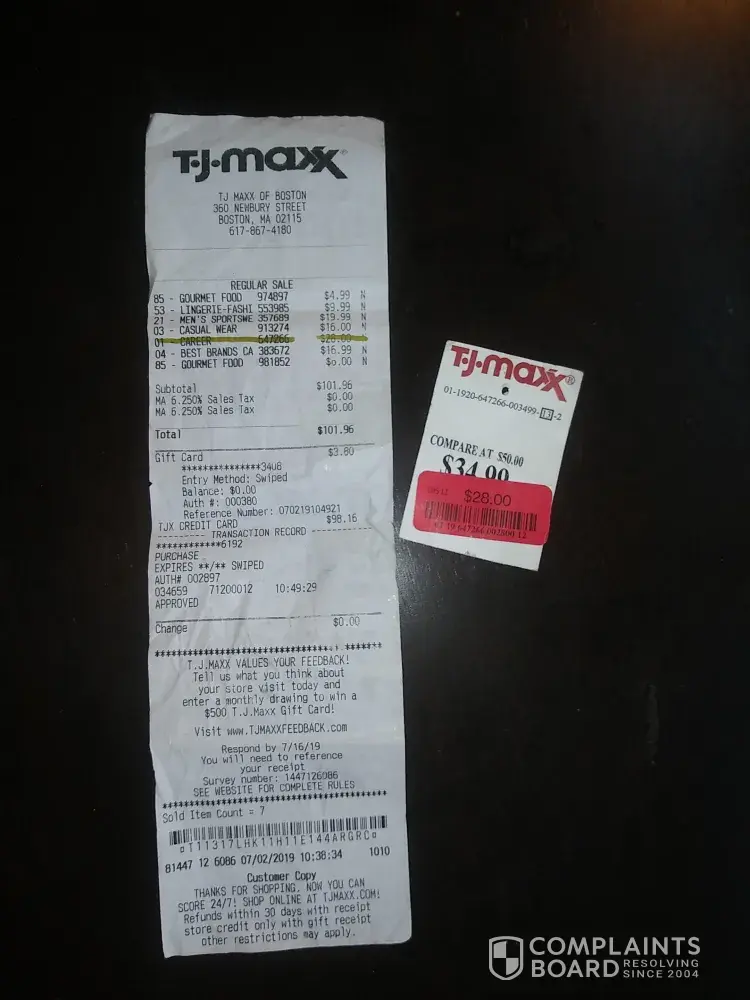 T·J·maxx®
TJ MAXX OF BOSTON
360 NEWBURY STREET
BOSTON, MA 02115
617-867-4180
REGULAR SALE
85 - GOURMET FOOD 974897 $4.99 N
53 - LINGERIE-FASHI 553985 $9.99 N
21 - MEN'S SPORTSWE 357689 $19.99 N
03 - CASUAL WEAR 913274 $16.00 N
01 - CAREER 647266 $28.00 N
04 - BEST BRANDS CA 383672 $16.99 N
85 - GOURMET FOOD 981852 N
Subtotal $101.96
MA 6.250% Sales Tax $0.00
MA 6.250% Sales Tax $0.00
Total $101.96
Gift Card $3.80
Entry Method: Swiped
Balance: $0.00
Auth #: 000380
Reference Number: 070219104921
TJX CREDIT CARD $98.16
--------- TRANSACTION RECORD ------------
************6192
PURCHASE
EXPIRES **/** SWIPED
AUTH# 002897
034659 71200012 10:49:29
APPROVED
Change $0.00
T.J.MAXX VALUES YOUR FEEDBACK!
Tell us what you think about
your store visit today and
enter a monthly drawing to win a
$500 T.J.Maxx Gift Card!
Visit www.TJMAXXFEEDBACK.com
Respond by 7/16/19
You will need to reference
your receipt
Survey number: 1447126086
SEE WEBSITE FOR COMPLETE RULES
Sold Item Count = 7
T11317LHK11H11E144ARGRC
81447 12 6086 07/02/2019 10:38:34 1010
Customer Copy
THANKS FOR SHOPPING. NOW YOU CAN
SCORE 24/7! SHOP ONLINE AT TJMAXX.COM!
Refunds within 30 days with receipt
store credit only with gift receipt
other restrictions may apply.
T·J·maxx®
01-1920-647266-003499-13-2
COMPARE AT $50.00
$34.99
$28.00
COMPLAINTS
BOARD RESOLVING
SINCE 2004